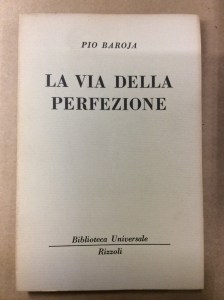 PIO BAROJA
LA VIA DELLA
PERFEZIONE
Biblioteca Universale
Rizzoli